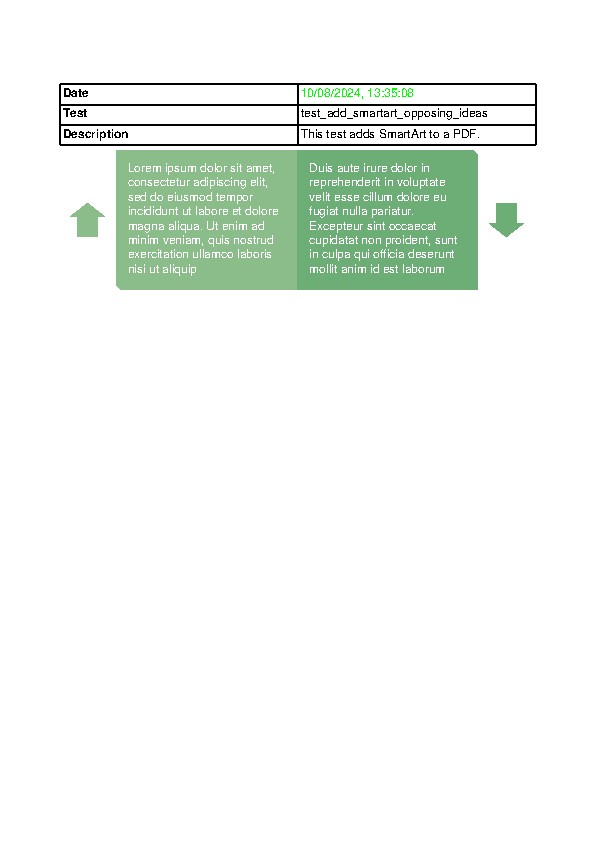 Date 10/08/2024, 13:35:08
Test test_add_smartart_opposing_ideas
Description This test adds SmartArt to a PDF.
Lorem ipsum dolor sit amet,
consectetur adipiscing elit,
sed do eiusmod tempor
incididunt ut labore et dolore
magna aliqua. Ut enim ad
minim veniam, quis nostrud
exercitation ullamco laboris
nisi ut aliquip
Duis aute irure dolor in
reprehenderit in voluptate
velit esse cillum dolore eu
fugiat nulla pariatur.
Excepteur sint occaecat
cupidatat non proident, sunt
in culpa qui officia deserunt
mollit anim id est laborum